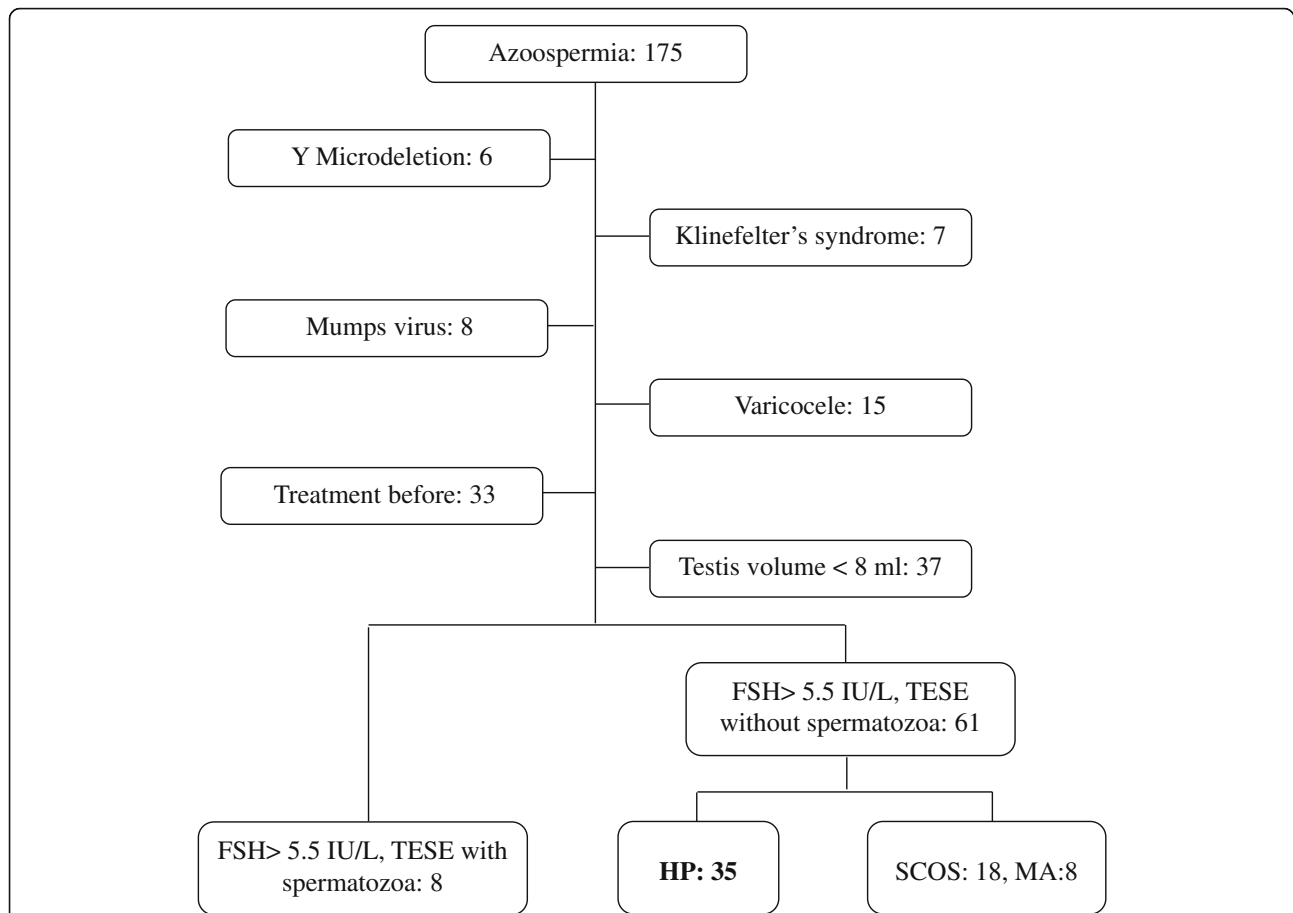 Azoospermia: 175
Y Microdeletion: 6
Klinefelter's syndrome: 7
Mumps virus: 8
Varicocele: 15
Treatment before: 33
Testis volume < 8 ml: 37
FSH> 5.5 IU/L, TESE
without spermatozoa: 61
FSH> 5.5 IU/L, TESE with
spermatozoa: 8
HP: 35
SCOS: 18, MA:8